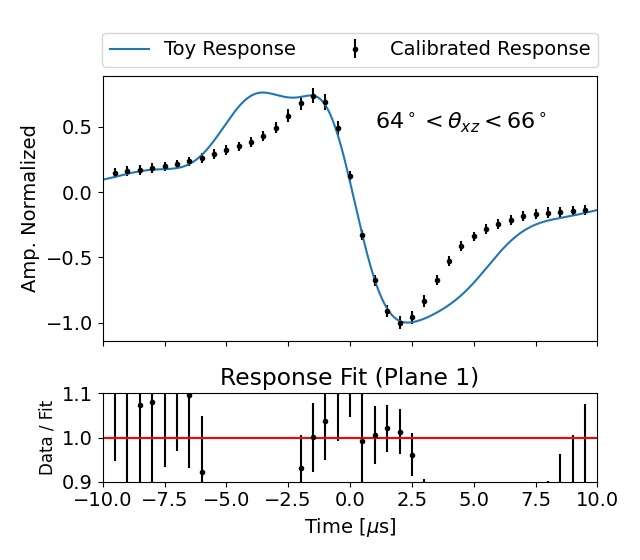 Toy Response Calibrated Response
64° < θxz < 66°
0.5
0.0
−0.5
−1.0
Amp. Normalized
Response Fit (Plane 1)
1.1
1.0
0.9
Data / Fit
−10.0 −7.5 −5.0 −2.5 0.0 2.5 5.0 7.5 10.0
Time [μs]